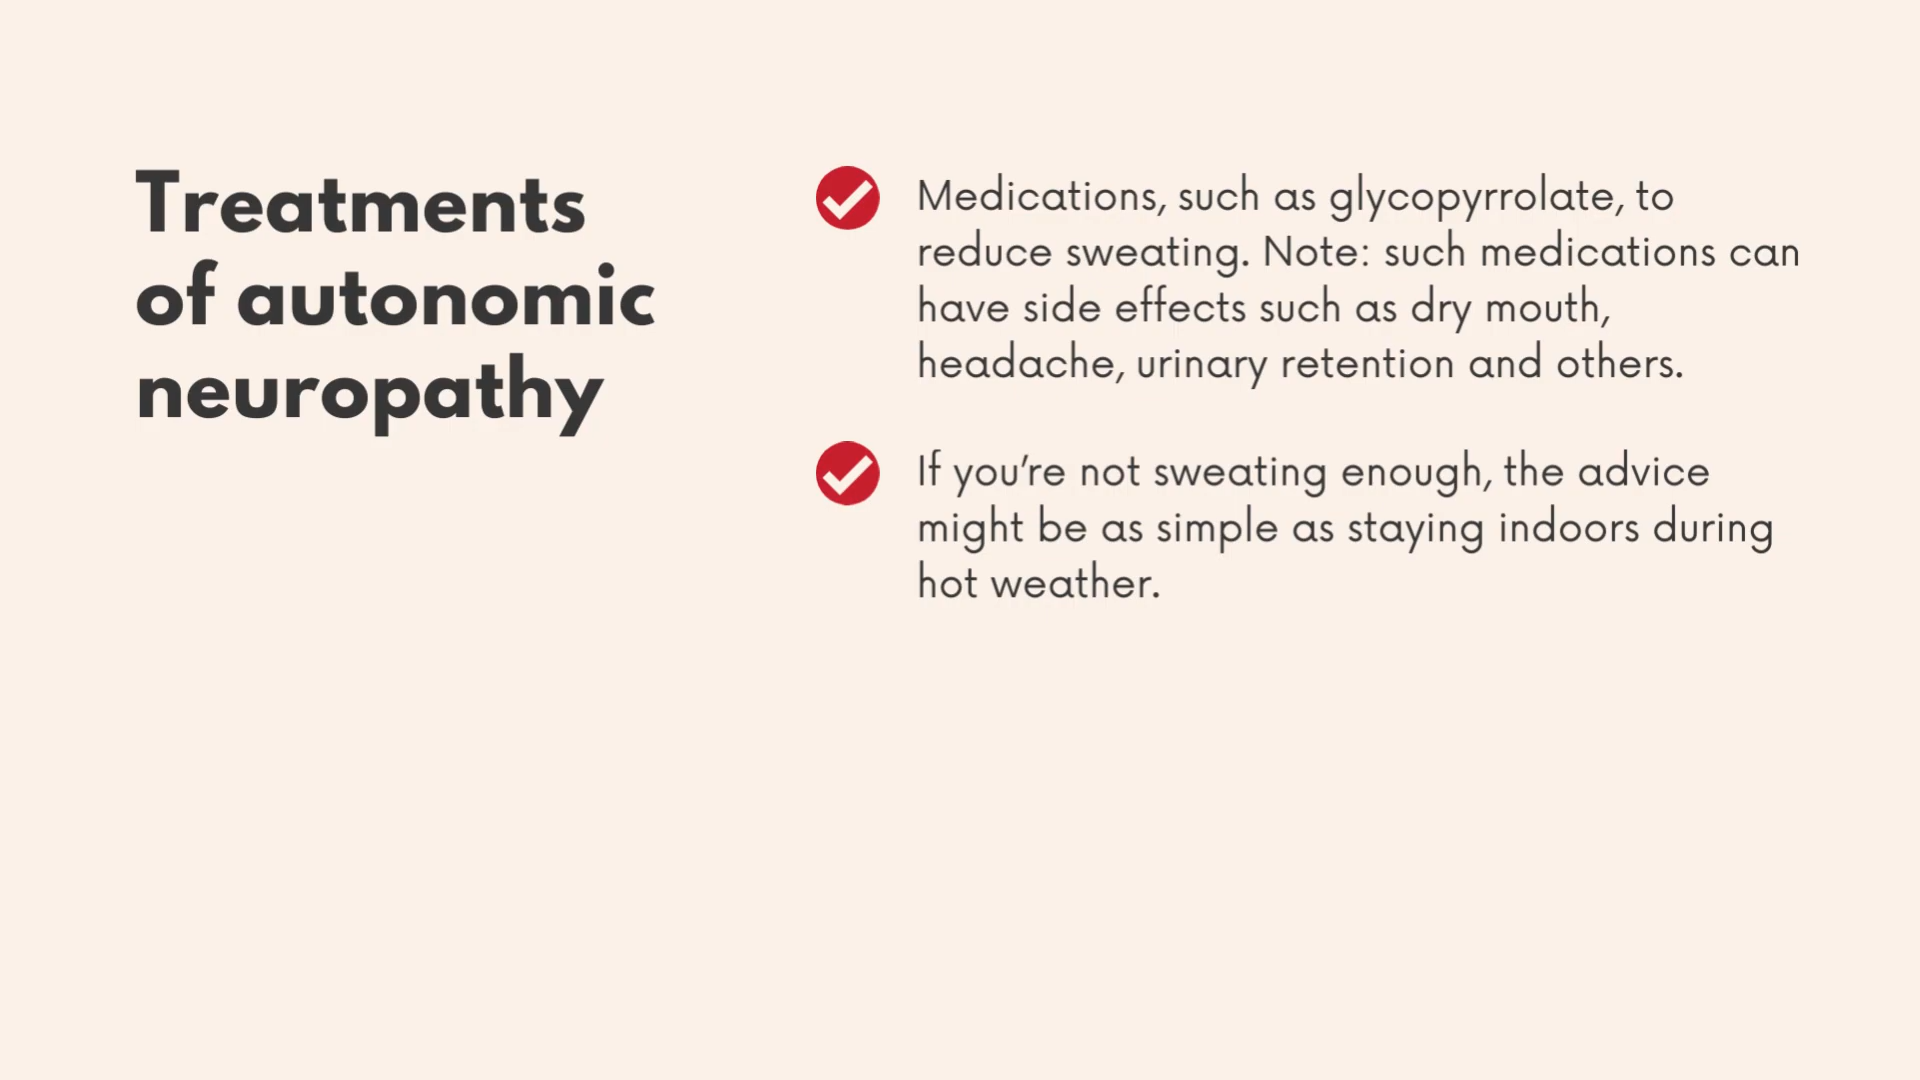 Treatments
of autonomic
neuropathy
Medications, such as glycopyrrolate, to
reduce sweating. Note: such medications can
have side effects such as dry mouth,
headache, urinary retention and others.
If you’re not sweating enough, the advice
might be as simple as staying indoors during
hot weather.